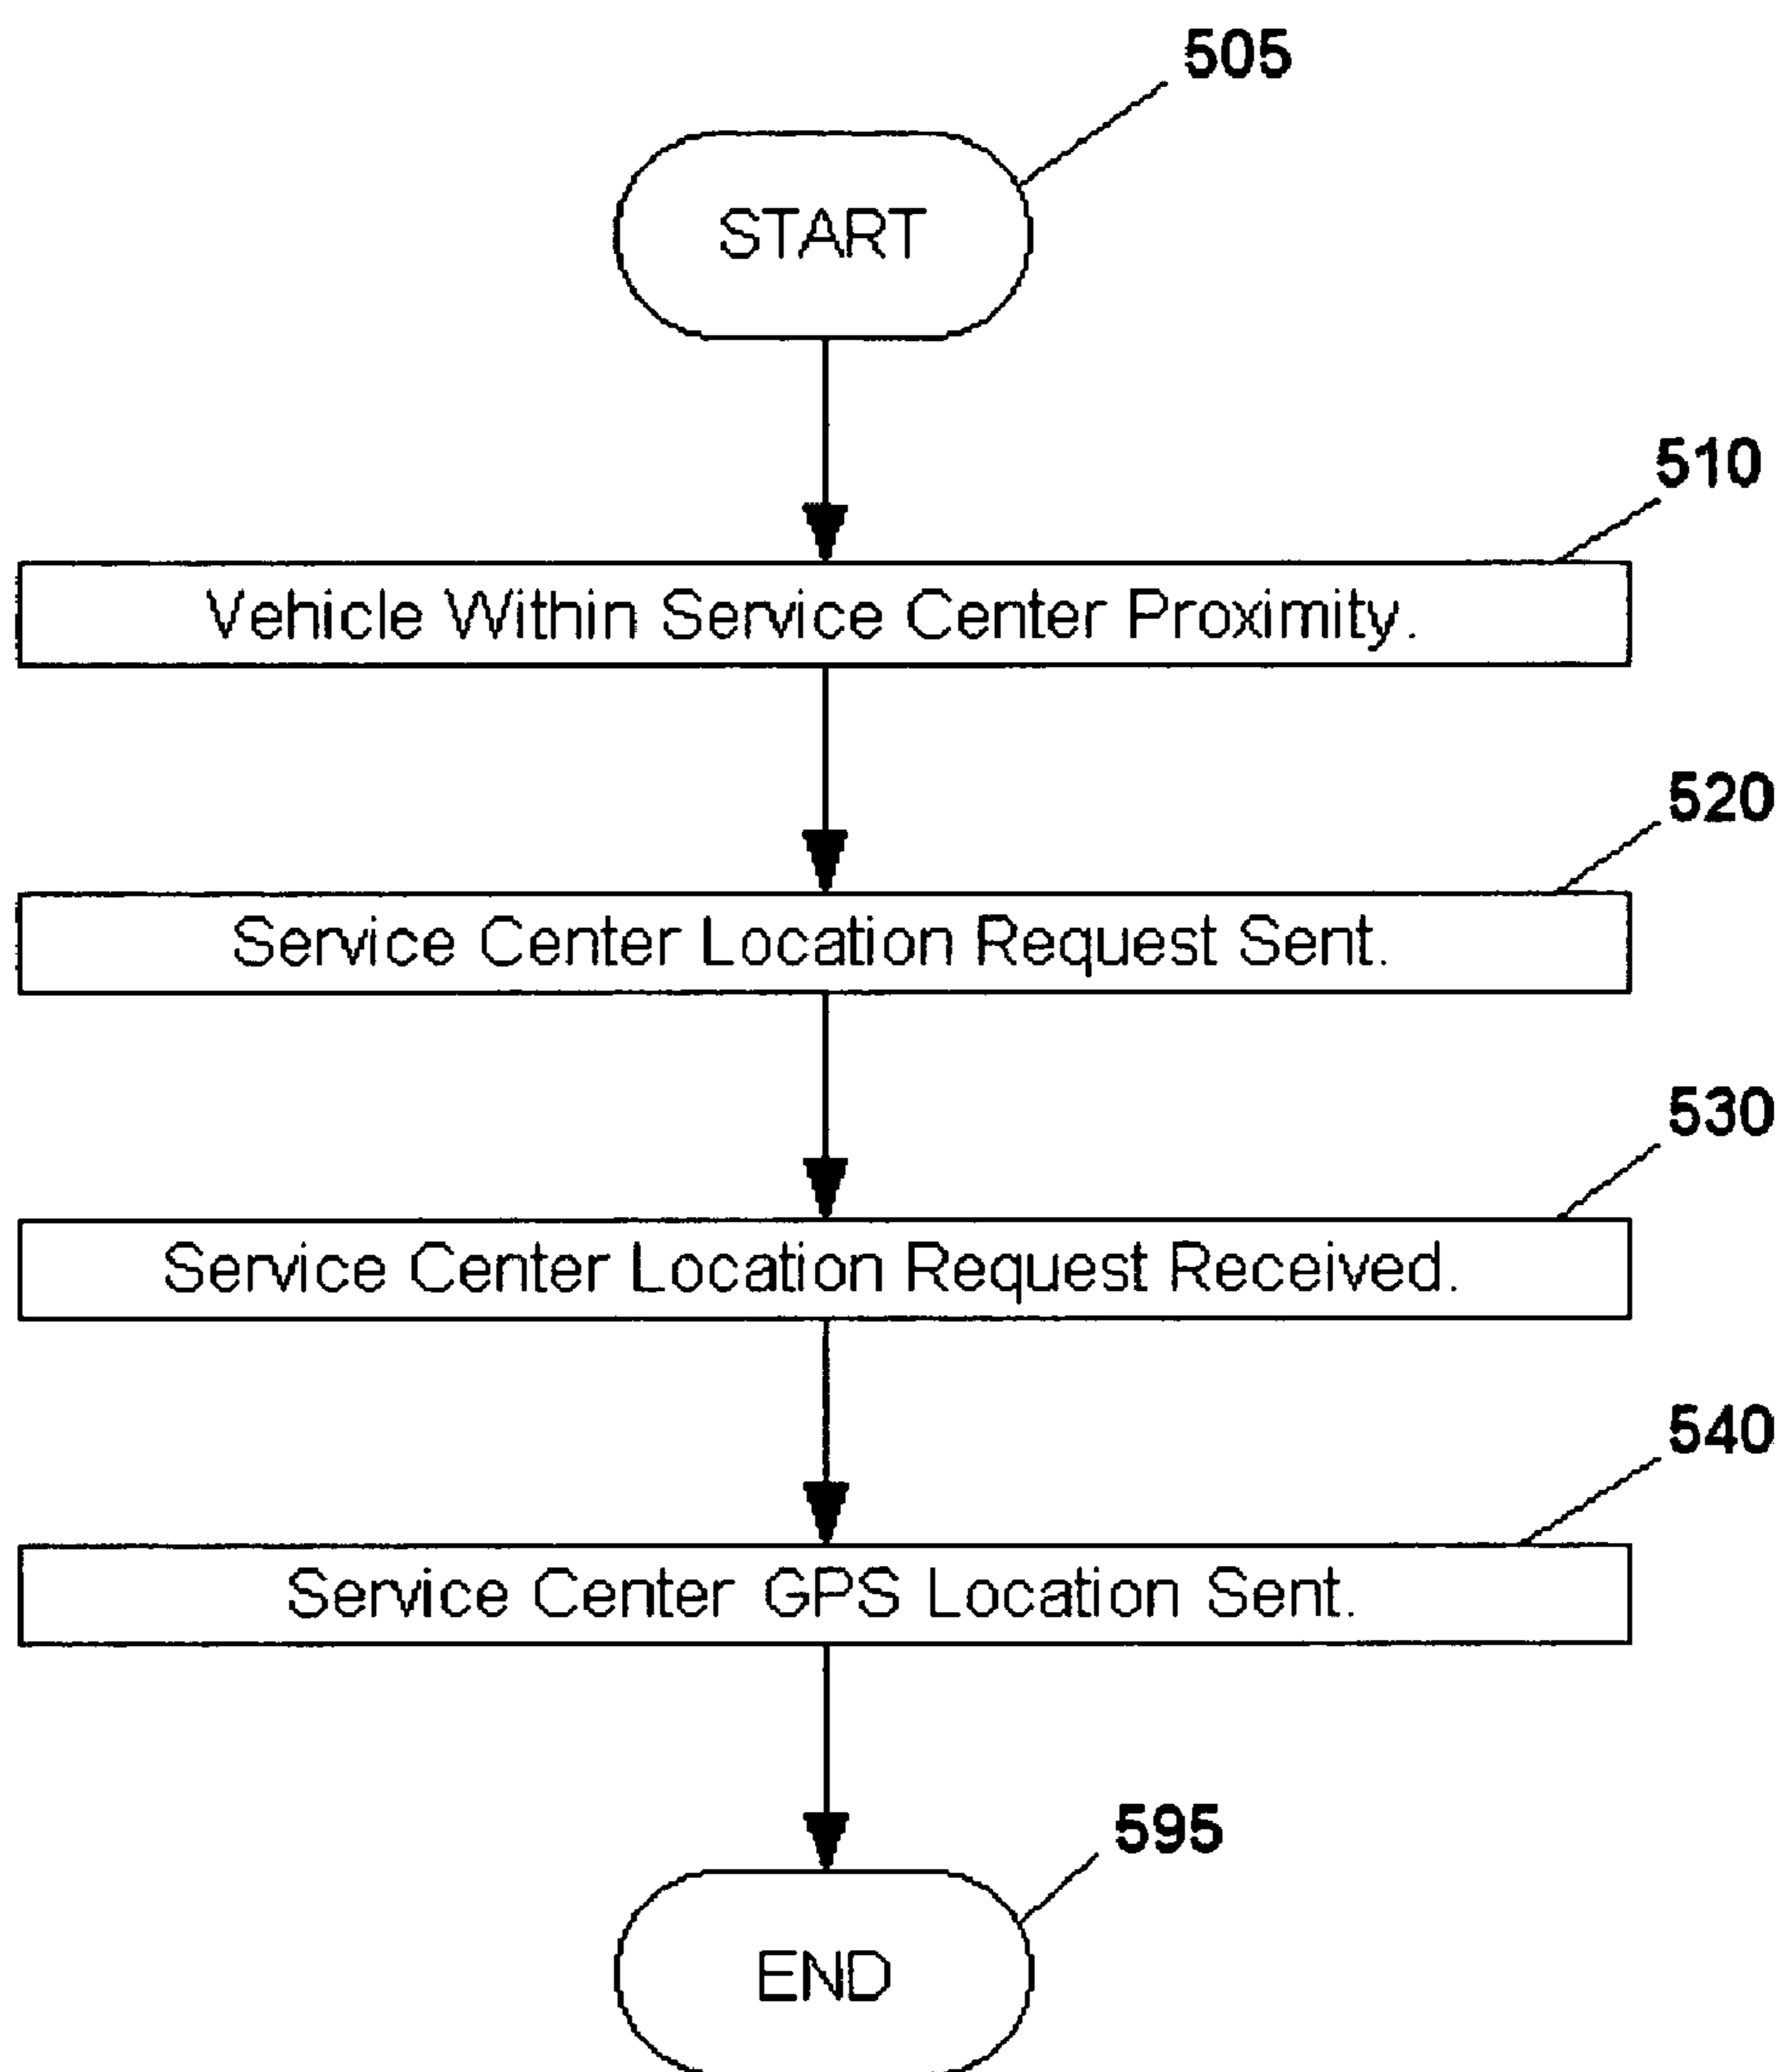 505
START
510
Vehicle Within Service Center Proximity.
520
Service Center Location Request Sent.
530
Service Center Location Request Received.
540
Service Center GPS Location Sent.
595
END